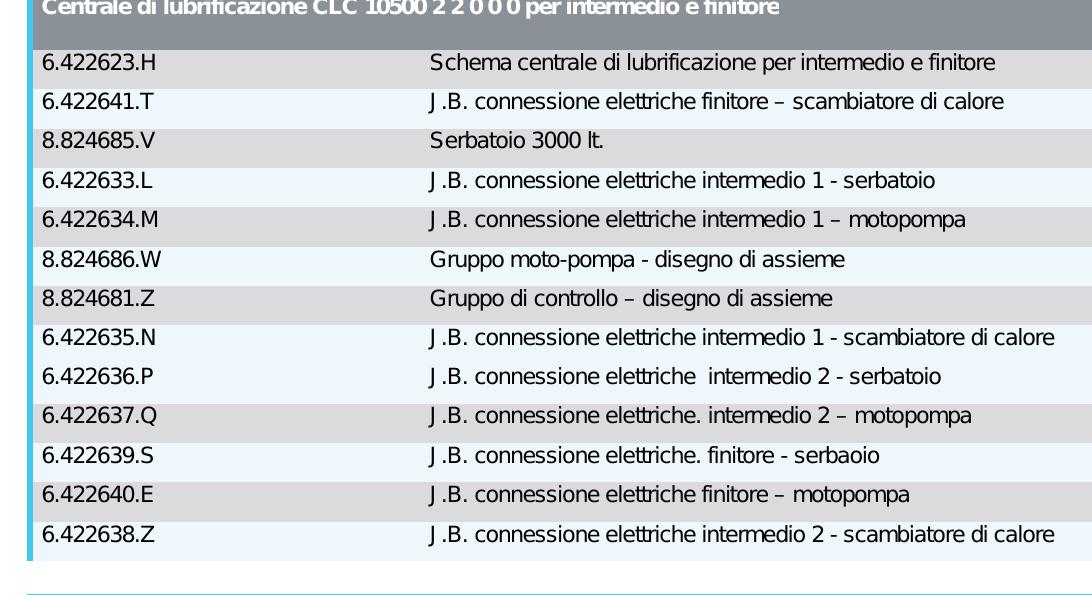 Centrale di lubrificazione CLC 10500 2 2 0 0 0 per intermedio e finitore
6.422623.H Schema centrale di lubrificazione per intermedio e finitore
6.422641.T J.B. connessione elettriche finitore – scambiatore di calore
8.824685.V Serbatoio 3000 lt.
6.422633.L J.B. connessione elettriche intermedio 1 - serbatoio
6.422634.M J.B. connessione elettriche intermedio 1 – motopompa
8.824686.W Gruppo moto-pompa - disegno di assieme
8.824681.Z Gruppo di controllo – disegno di assieme
6.422635.N J.B. connessione elettriche intermedio 1 - scambiatore di calore
6.422636.P J.B. connessione elettriche intermedio 2 - serbatoio
6.422637.Q J.B. connessione elettriche. intermedio 2 – motopompa
6.422639.S J.B. connessione elettriche. finitore - serbaoio
6.422640.E J.B. connessione elettriche finitore – motopompa
6.422638.Z J.B. connessione elettriche intermedio 2 - scambiatore di calore